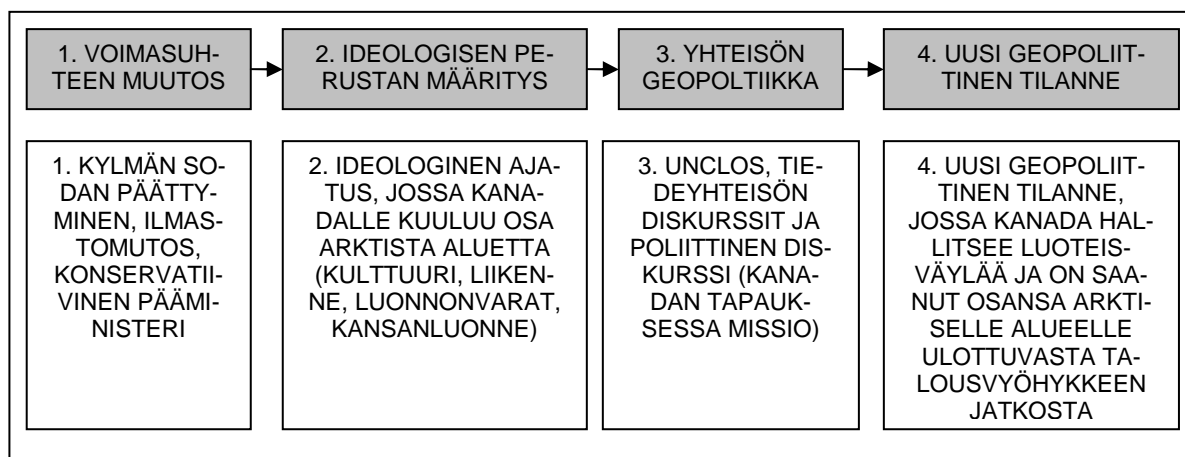 1. VOIMASUH-
TEEN MUUTOS
2. IDEOLOGISEN PE-
RUSTAN MÄÄRITYS
3. YHTEISÖN
GEOPOLTIIKKA
4. UUSI GEOPOLIIT-
TINEN TILANNE
1. KYLMÄN SO-
DAN PÄÄTTY-
MINEN, ILMAS-
TOMUTOS,
KONSERVATII-
VINEN PÄÄMI-
NISTERI
2. IDEOLOGINEN AJA-
TUS, JOSSA KANA-
DALLE KUULUU OSA
ARKTISTA ALUETTA
(KULTTUURI, LIIKEN-
NE, LUONNONVARAT,
KANSANLUONNE)
3. UNCLOS, TIE-
DEYHTEISÖN
DISKURSSIT JA
POLIITTINEN DIS-
KURSSI (KANA-
DAN TAPAUK-
SESSA MISSIO)
4. UUSI GEOPOLIIT-
TINEN TILANNE,
JOSSA KANADA HAL-
LITSEE LUOTEIS-
VÄYLÄÄ JA ON SAA-
NUT OSANSA ARKTI-
SELLE ALUEELLE
ULOTTUVASTA TA-
LOUSVYÖHYKKEEN
JATKOSTA